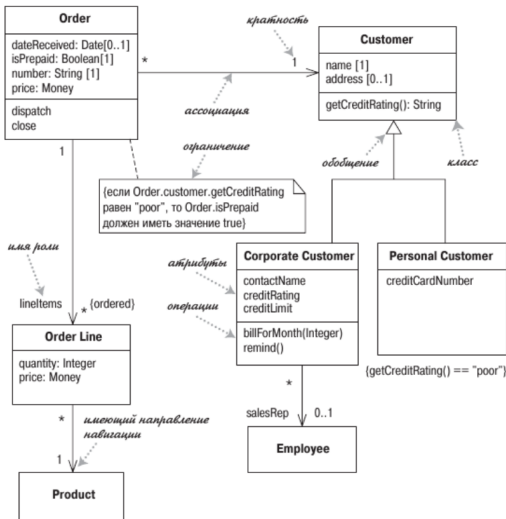 Order
dateReceived: Date[0..1]
isPrepaid: Boolean[1]
number: String [1]
price: Money
dispatch
close
*
1
кратность
ассоциация
Customer
name [1]
address [0..1]
getCreditRating(): String
ограничение
обобщение
класс
1
{если Order.customer.getCreditRating
равен "poor", то Order.isPrepaid
должен иметь значение true}
имя роли
lineItems
* {ordered}
атрибуты
операции
Corporate Customer
contactName
creditRating
creditLimit
billForMonth(Integer)
remind()
Personal Customer
creditCardNumber
{getCreditRating() == "poor"}
Order Line
quantity: Integer
price: Money
*
salesRep
0..1
Employee
*
имеющий направление
навигации
1
Product